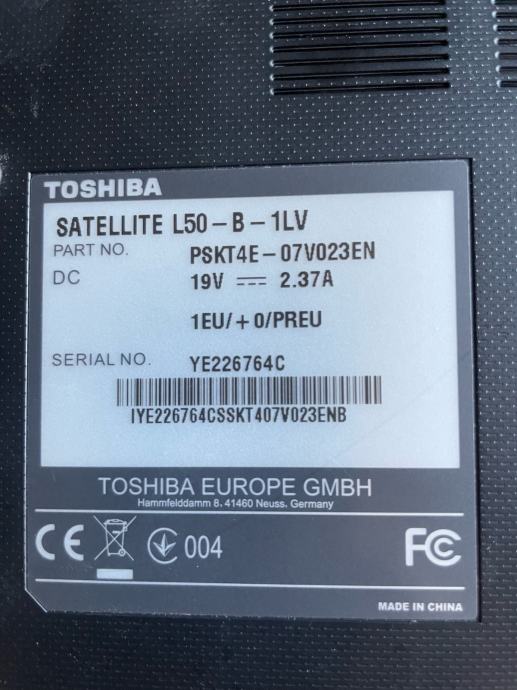 TOSHIBA
SATELLITE L50-B-1LV
PART NO. PSKT4E-07V023EN
DC 19V 2.37A
1EU/+0/PREU
SERIAL NO. YE226764C
IYE226764CSSKT407V023ENB
TOSHIBA EUROPE GMBH
Hammfelddamm 8, 41460 Neuss, Germany
CE 004 FC
MADE IN CHINA